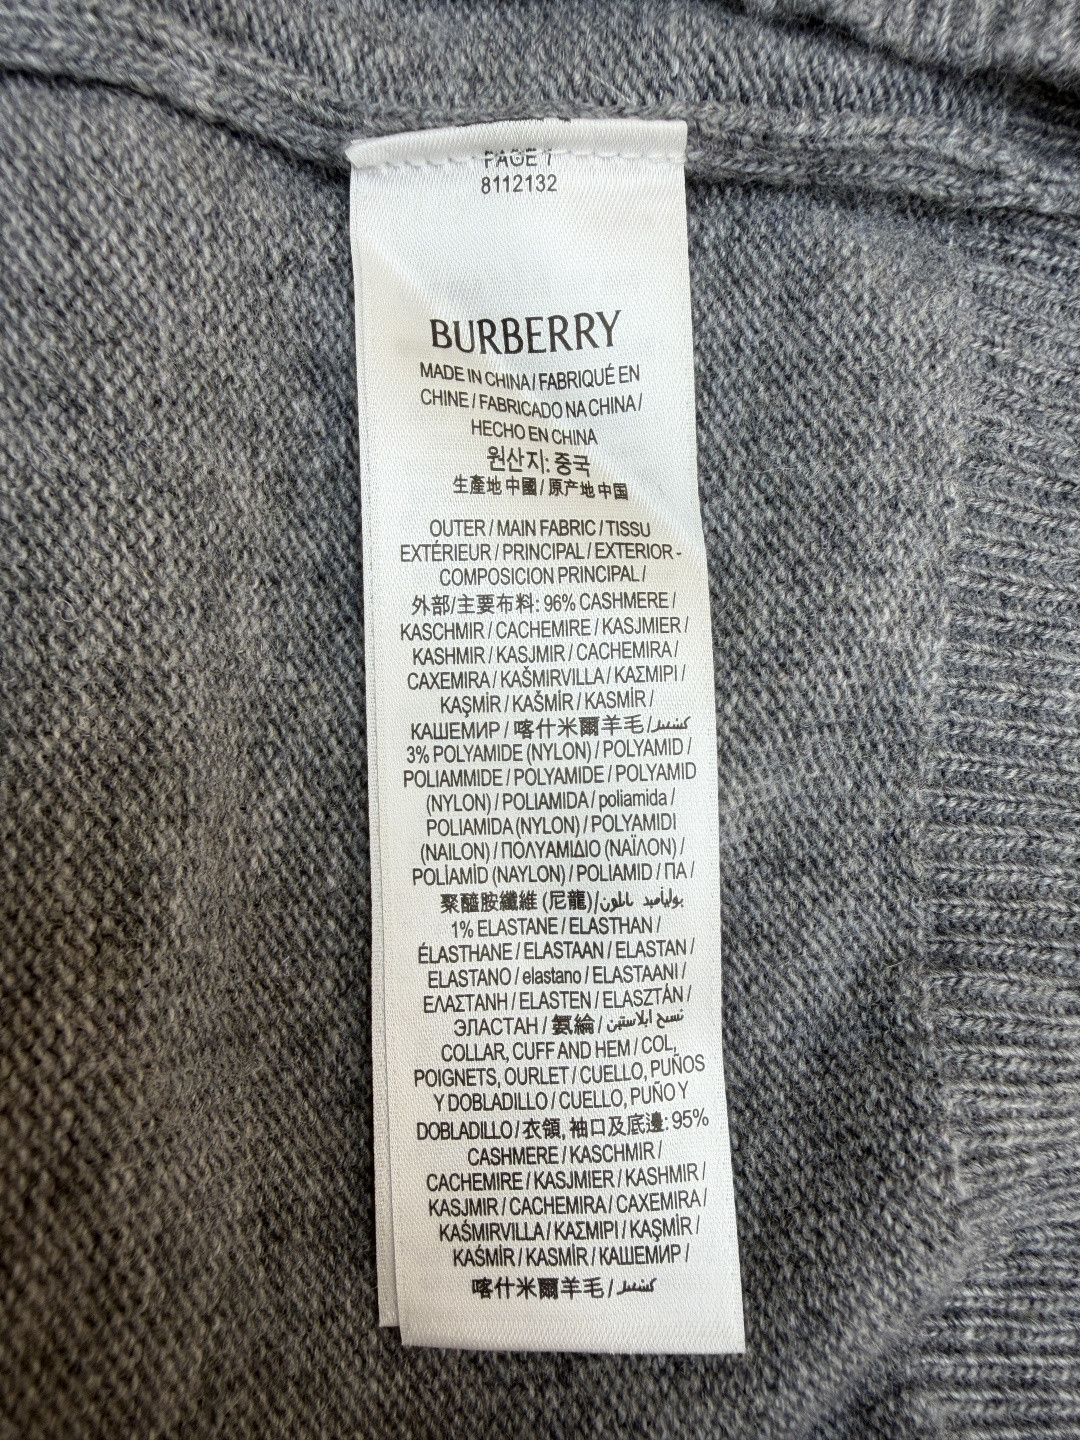 PAGE 1
8112132
BURBERRY
MADE IN CHINA / FABRIQUÉ EN
CHINE / FABRICADO NA CHINA /
HECHO EN CHINA
원산지: 중국
生產地 中國 / 原产地 中国
OUTER / MAIN FABRIC / TISSU
EXTÉRIEUR / PRINCIPAL / EXTERIOR -
COMPOSICION PRINCIPAL /
外部/主要布料: 96% CASHMERE /
KASCHMIR / CACHEMIRE / KASJMIER /
KASHMIR / KASJMIR / CACHEMIRA /
CAXEMIRA / KAŠMIRVILLA / ΚΑΣΜΙΡΙ /
KAŞMİR / KAŠMÍR / KASMÍR /
КАШЕМИР / 喀什米爾羊毛 / كشمير
3% POLYAMIDE (NYLON) / POLYAMID /
POLIAMMIDE / POLYAMIDE / POLYAMID
(NYLON) / POLIAMIDA / poliamida /
POLIAMIDA (NYLON) / POLYAMIDI
(NAILON) / ΠΟΛΥΑΜΙΔΙΟ (ΝΑΪΛΟΝ) /
POLİAMİD (NAYLON) / POLIAMID / ПА /
聚醯胺纖維 (尼龍)/بوليأميد نايلون
1% ELASTANE / ELASTHAN /
ÉLASTHANE / ELASTAAN / ELASTAN /
ELASTANO / elastano / ELASTAANI /
ΕΛΑΣΤΑΝΗ / ELASTEN / ELASZTÁN /
ЭЛАСТАН / 氨綸 / نسيج ايلاستين
COLLAR, CUFF AND HEM / COL,
POIGNETS, OURLET / CUELLO, PUÑOS
Y DOBLADILLO / CUELLO, PUÑO Y
DOBLADILLO / 衣領, 袖口及底邊: 95%
CASHMERE / KASCHMIR /
CACHEMIRE / KASJMIER / KASHMIR /
KASJMIR / CACHEMIRA / CAXEMIRA /
KAŠMIRVILLA / ΚΑΣΜΙΡΙ / KAŞMİR /
KAŠMÍR / KASMÍR / КАШЕМИР /
喀什米爾羊毛 / كشمير